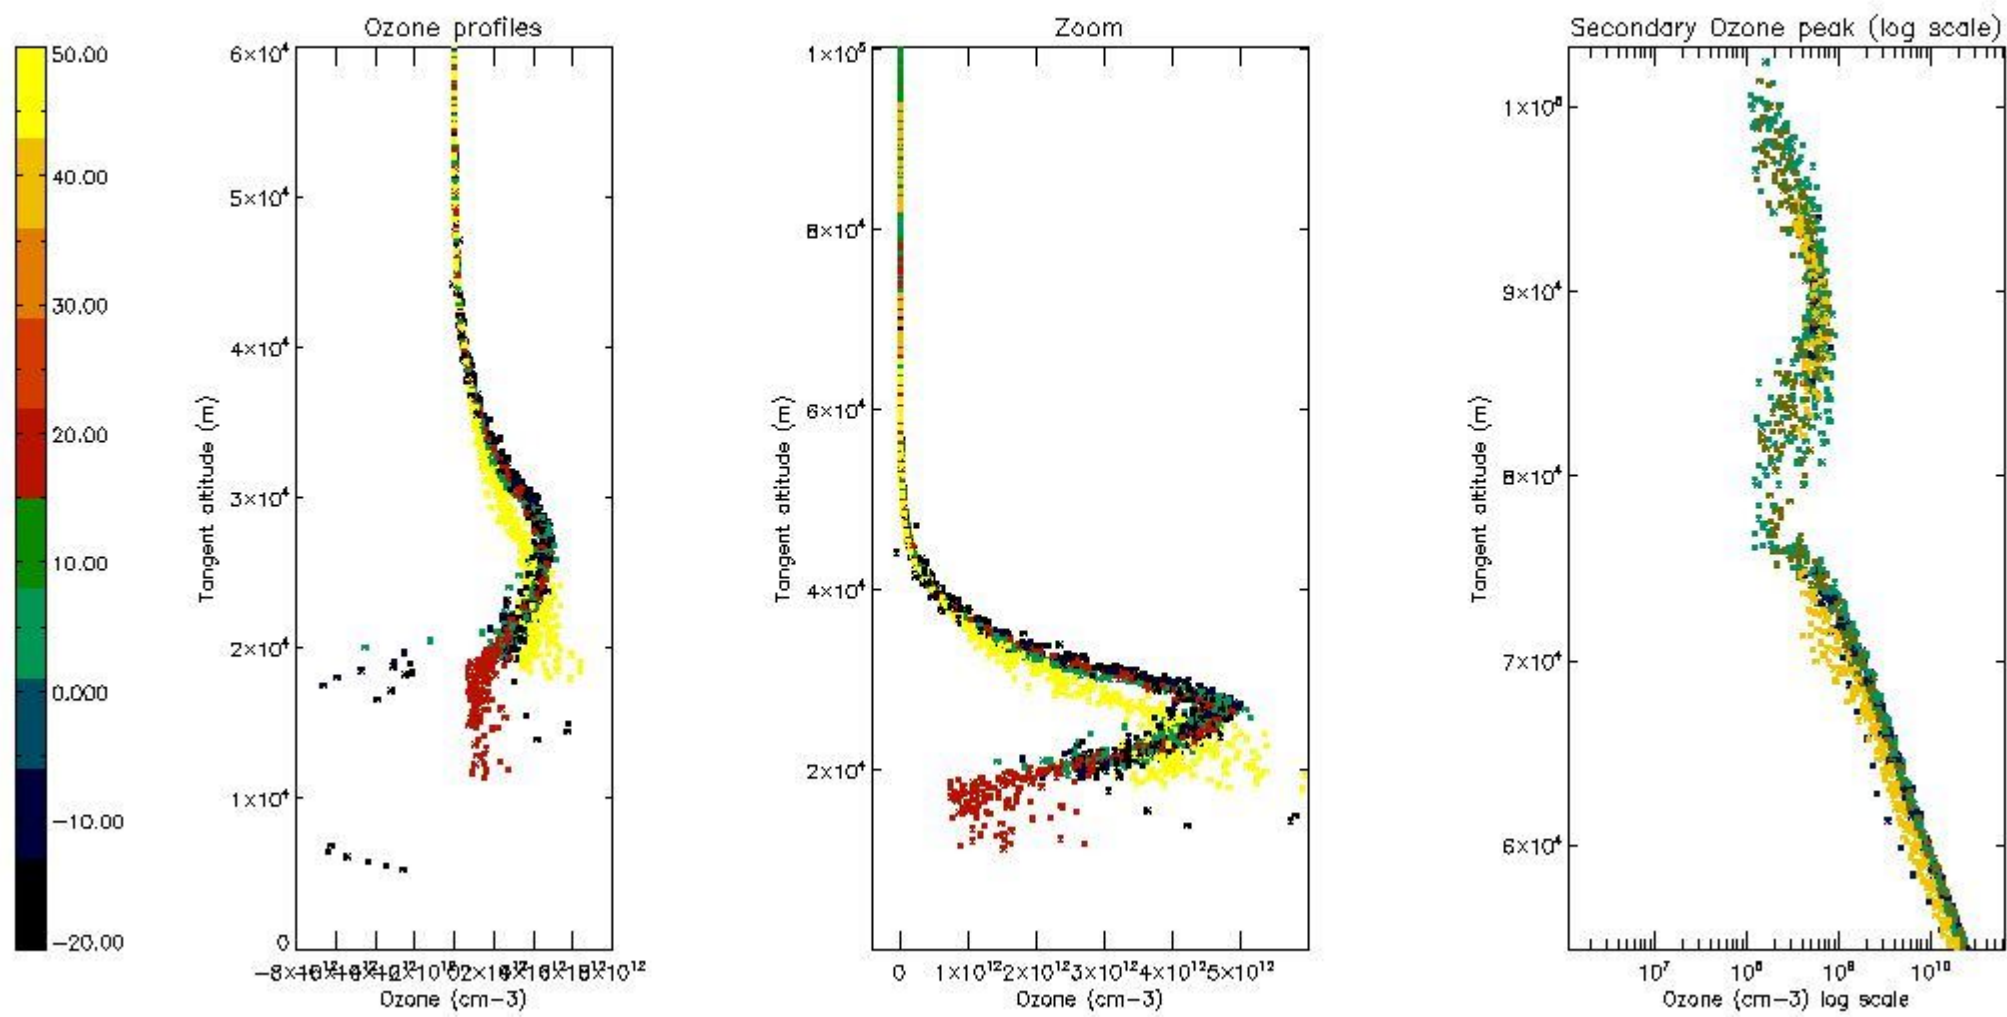 Ozone profiles
Zoom
Secondary Ozone peak (log scale)
50.00
40.00
30.00
20.00
10.00
0.000
−10.00
−20.00
Tangent altitude (m)
6×10⁴
5×10⁴
4×10⁴
3×10⁴
2×10⁴
1×10⁴
0
Ozone (cm−3)
Tangent altitude (m)
1×10⁵
8×10⁴
6×10⁴
4×10⁴
2×10⁴
0 1×10¹² 2×10¹² 3×10¹² 4×10¹² 5×10¹²
Ozone (cm−3)
Tangent altitude (m)
1×10⁵
9×10⁴
8×10⁴
7×10⁴
6×10⁴
10⁷ 10⁸ 10⁹ 10¹⁰
Ozone (cm−3) log scale